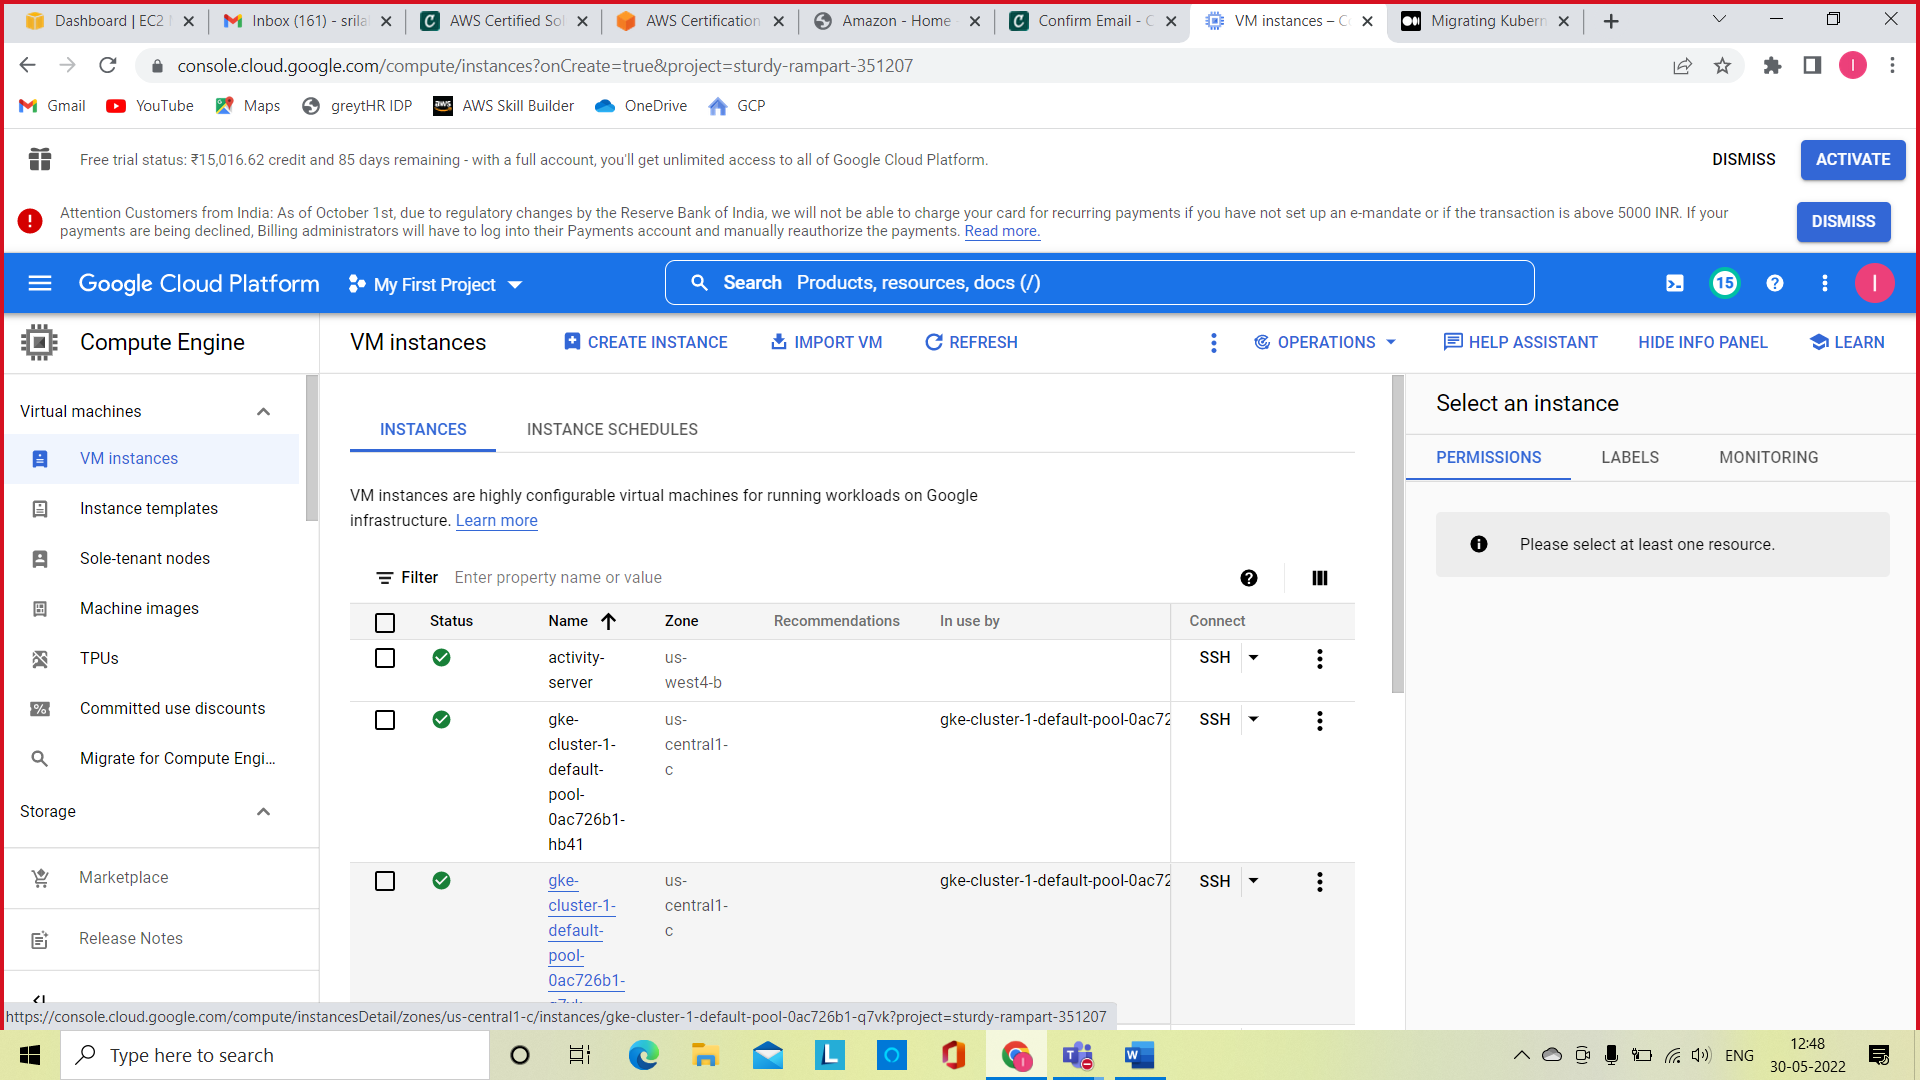 Dashboard | EC2
Inbox (161) - srila
AWS Certified Sol
AWS Certification
Amazon - Home
Confirm Email - C
VM instances – C
Migrating Kubern
console.cloud.google.com/compute/instances?onCreate=true&project=sturdy-rampart-351207
Gmail
YouTube
Maps
greytHR IDP
AWS Skill Builder
OneDrive
GCP
Free trial status: ₹15,016.62 credit and 85 days remaining - with a full account, you'll get unlimited access to all of Google Cloud Platform.
DISMISS
ACTIVATE
Attention Customers from India: As of October 1st, due to regulatory changes by the Reserve Bank of India, we will not be able to charge your card for recurring payments if you have not set up an e-mandate or if the transaction is above 5000 INR. If your
payments are being declined, Billing administrators will have to log into their Payments account and manually reauthorize the payments. Read more.
DISMISS
Google Cloud Platform
My First Project
Search Products, resources, docs (/)
15
I
Compute Engine
VM instances
CREATE INSTANCE
IMPORT VM
REFRESH
OPERATIONS
HELP ASSISTANT
HIDE INFO PANEL
LEARN
Virtual machines
VM instances
Instance templates
Sole-tenant nodes
Machine images
TPUs
Committed use discounts
Migrate for Compute Engi...
Storage
Marketplace
Release Notes
INSTANCES
INSTANCE SCHEDULES
VM instances are highly configurable virtual machines for running workloads on Google
infrastructure. Learn more
Filter Enter property name or value
Status Name Zone Recommendations In use by Connect
activity-
server
us-
west4-b
SSH
gke-
cluster-1-
default-
pool-
0ac726b1-
hb41
us-
central1-
c
gke-cluster-1-default-pool-0ac72
SSH
gke-
cluster-1-
default-
pool-
0ac726b1-
q7vk
us-
central1-
c
gke-cluster-1-default-pool-0ac72
SSH
Select an instance
PERMISSIONS
LABELS
MONITORING
Please select at least one resource.
https://console.cloud.google.com/compute/instancesDetail/zones/us-central1-c/instances/gke-cluster-1-default-pool-0ac726b1-q7vk?project=sturdy-rampart-351207
Type here to search
ENG
12:48
30-05-2022